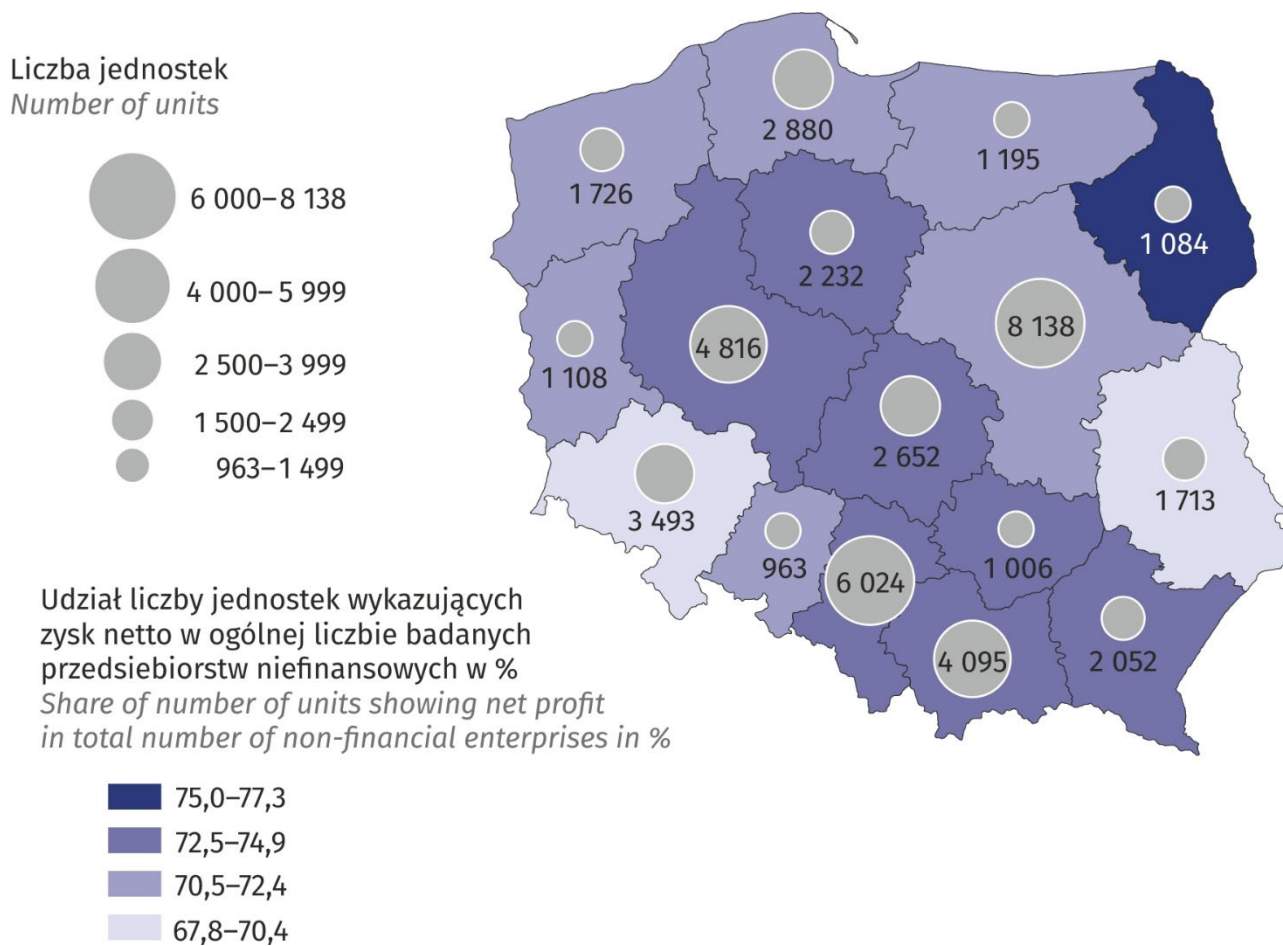 Liczba jednostek
Number of units
6 000–8 138
4 000–5 999
2 500–3 999
1 500–2 499
963–1 499
2 880
1 195
1 726
1 084
2 232
8 138
4 816
1 108
2 652
1 713
3 493
963
6 024
1 006
4 095
2 052
Udział liczby jednostek wykazujących
zysk netto w ogólnej liczbie badanych
przedsiebiorstw niefinansowych w %
Share of number of units showing net profit
in total number of non-financial enterprises in %
75,0–77,3
72,5–74,9
70,5–72,4
67,8–70,4